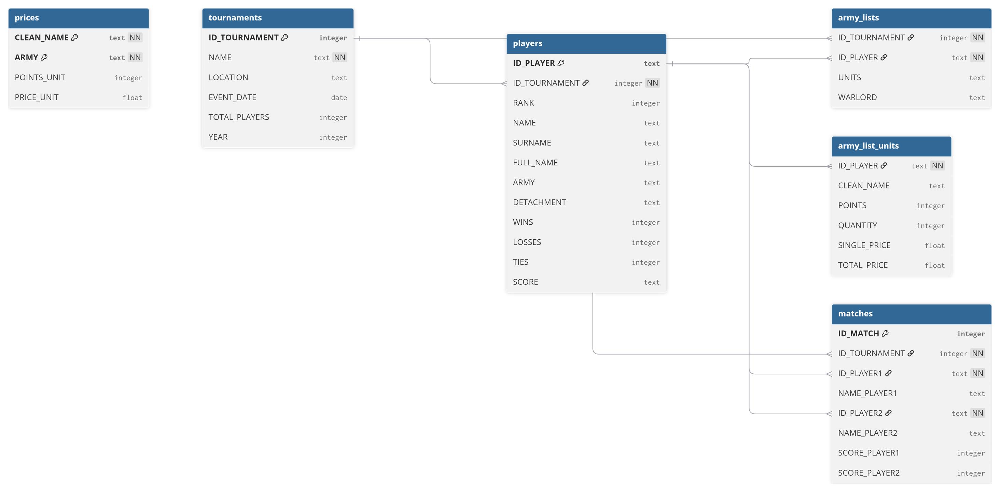 prices
CLEAN_NAME text NN
ARMY text NN
POINTS_UNIT integer
PRICE_UNIT float
tournaments
ID_TOURNAMENT integer
NAME text NN
LOCATION text
EVENT_DATE date
TOTAL_PLAYERS integer
YEAR integer
players
ID_PLAYER text
ID_TOURNAMENT integer NN
RANK integer
NAME text
SURNAME text
FULL_NAME text
ARMY text
DETACHMENT text
WINS integer
LOSSES integer
TIES integer
SCORE text
army_lists
ID_TOURNAMENT integer NN
ID_PLAYER text NN
UNITS text
WARLORD text
army_list_units
ID_PLAYER text NN
CLEAN_NAME text
POINTS integer
QUANTITY integer
SINGLE_PRICE float
TOTAL_PRICE float
matches
ID_MATCH integer
ID_TOURNAMENT integer NN
ID_PLAYER1 text NN
NAME_PLAYER1 text
ID_PLAYER2 text NN
NAME_PLAYER2 text
SCORE_PLAYER1 integer
SCORE_PLAYER2 integer